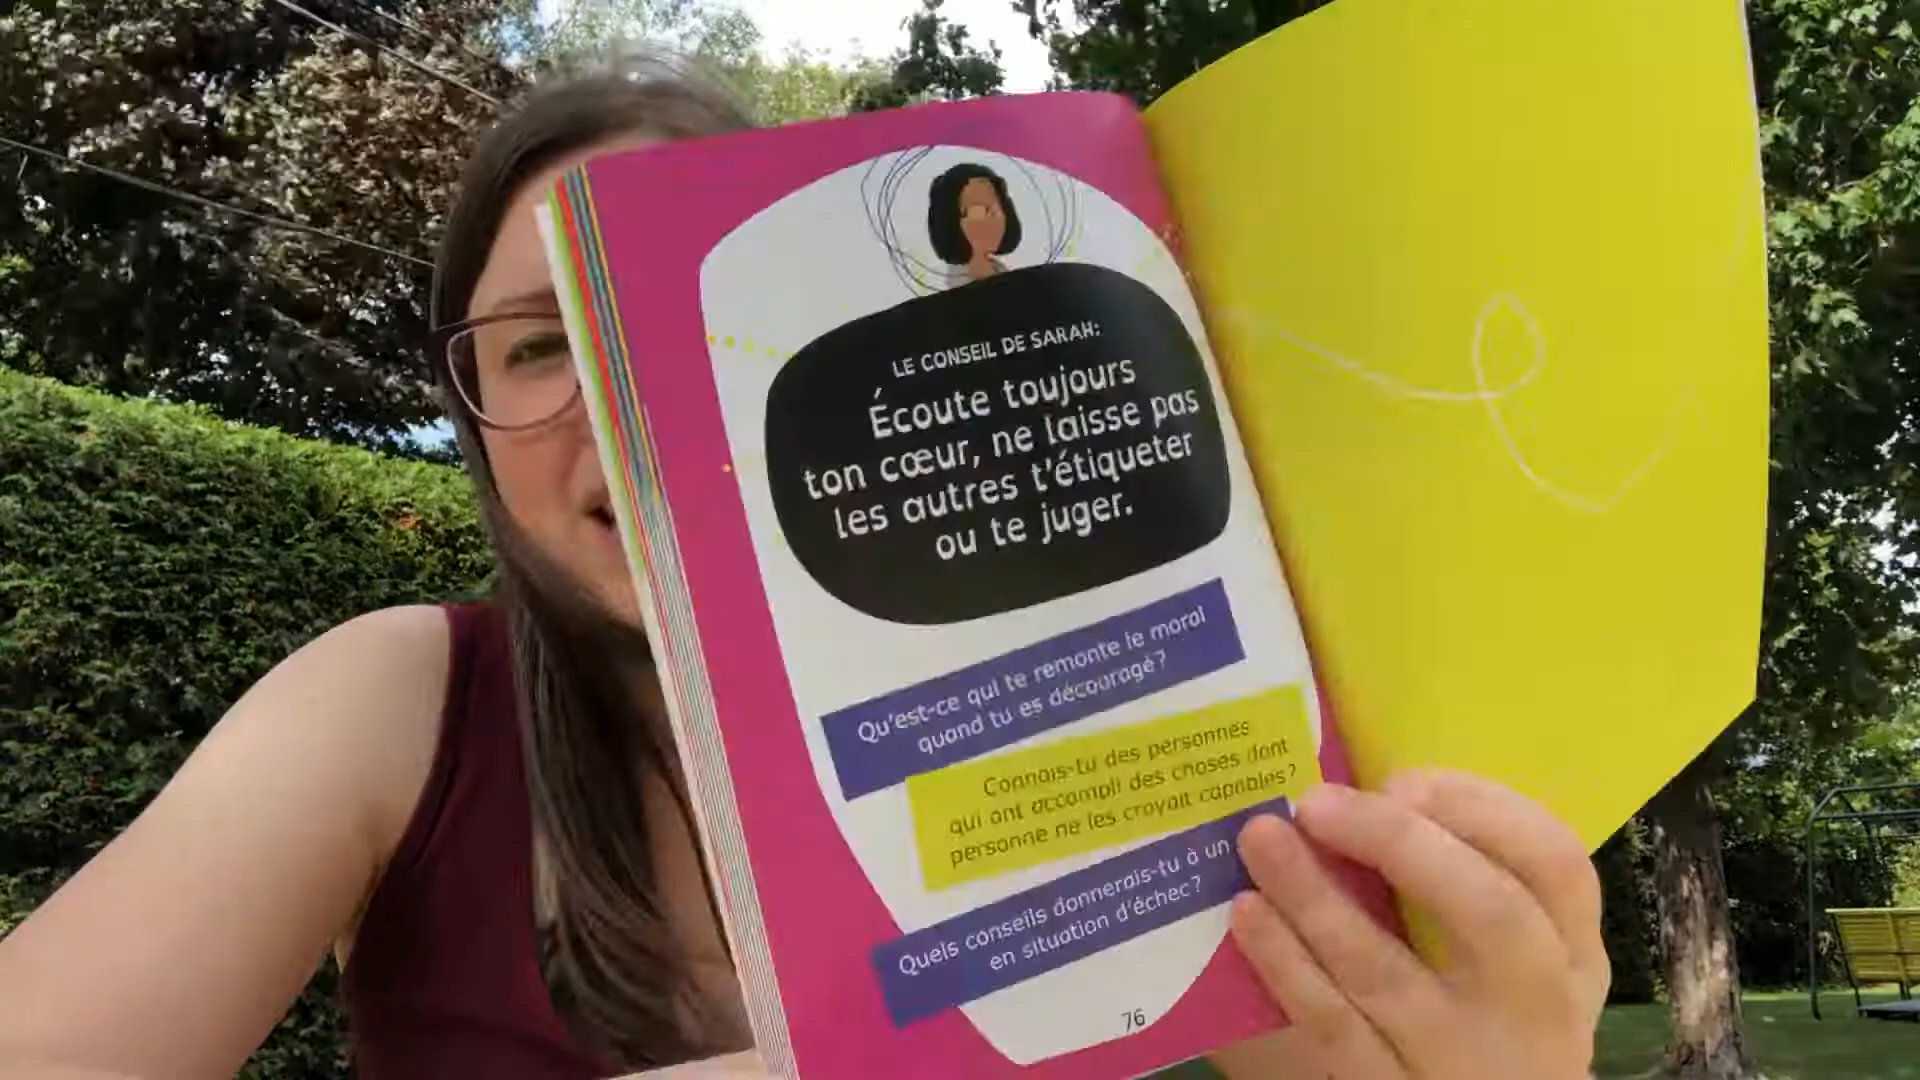 LE CONSEIL DE SARAH:
Écoute toujours
ton cœur, ne laisse pas
les autres t'étiqueter
ou te juger.
Qu'est-ce qui te remonte le moral
quand tu es découragé?
Connais-tu des personnes
qui ont accompli des choses dont
personne ne les croyait capables?
Quels conseils donnerais-tu à un
en situation d'échec?
76